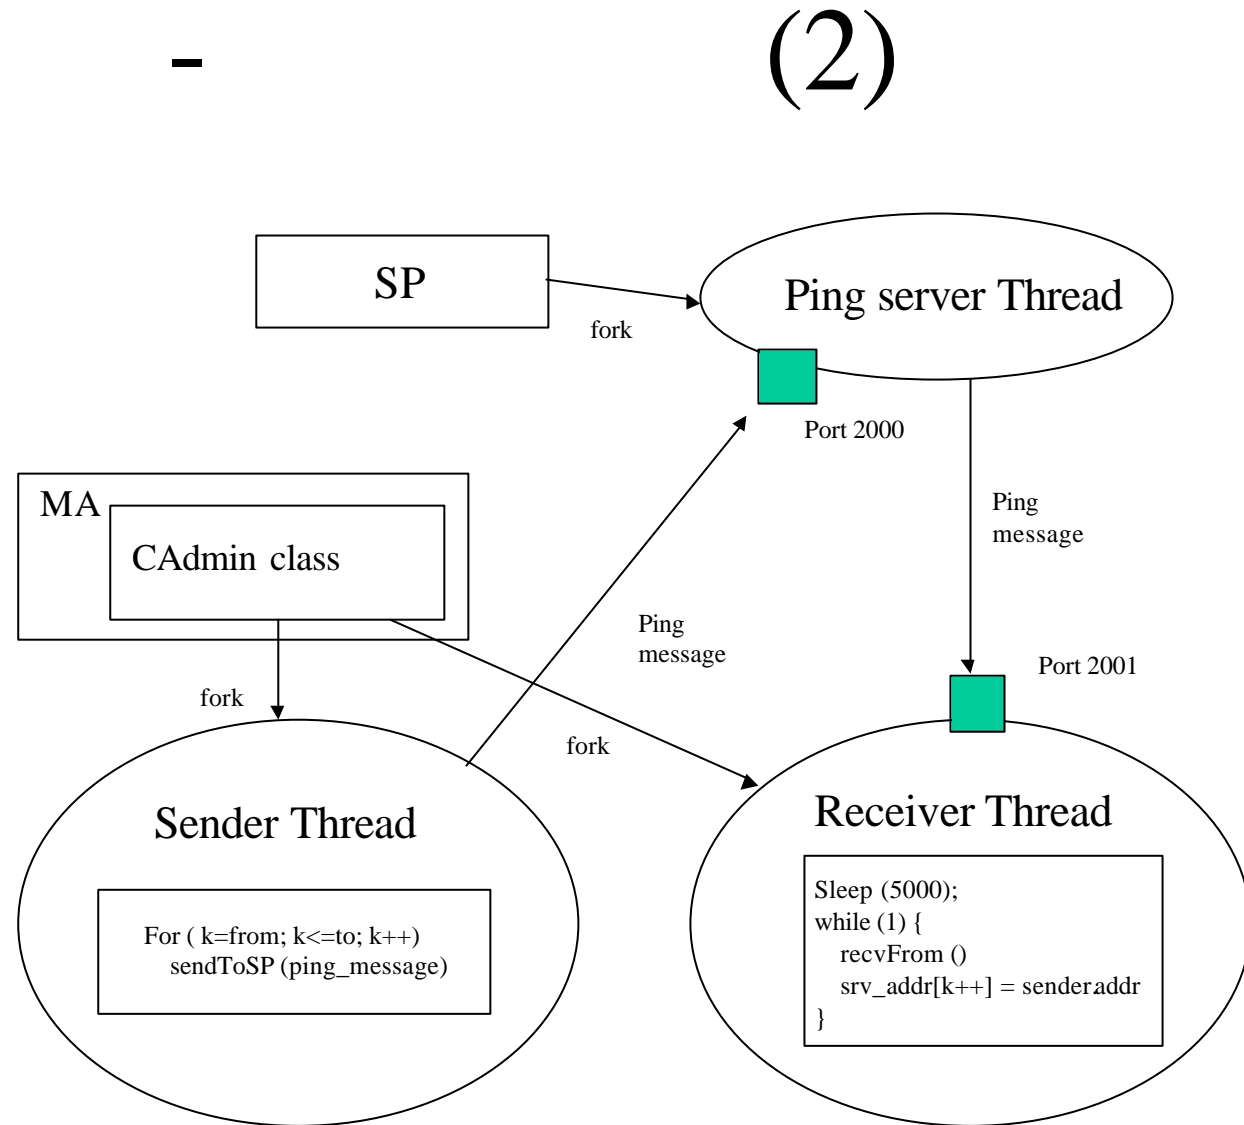 - (2)
SP
Ping server Thread
fork
Port 2000
MA
CAdmin class
Ping
message
Ping
message
Port 2001
fork
fork
Sender Thread
Receiver Thread
For ( k=from; k<=to; k++)
sendToSP (ping_message)
Sleep (5000);
while (1) {
recvFrom ()
srv_addr[k++] = sender.addr
}